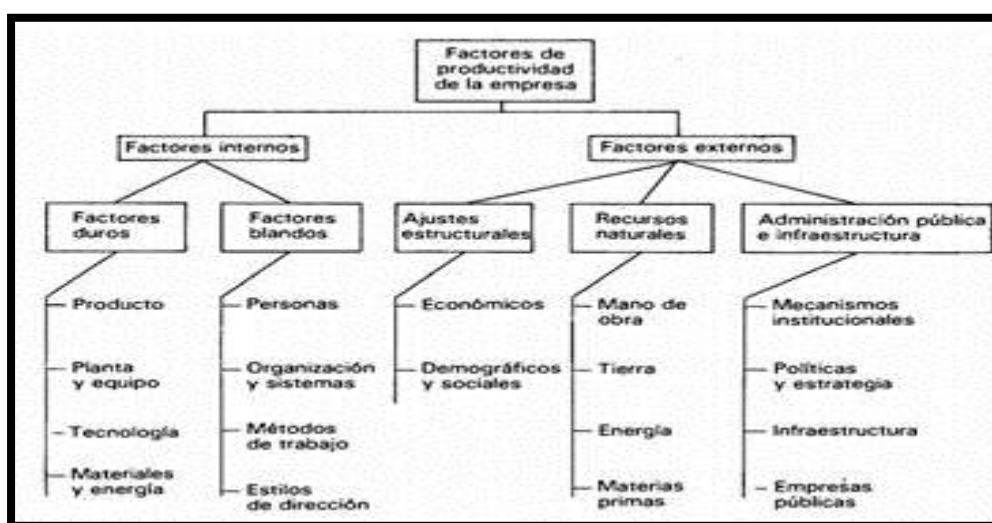 Factores de
productividad
de la empresa
Factores internos
Factores externos
Factores
duros
Factores
blandos
Ajustes
estructurales
Recursos
naturales
Administración pública
e infraestructura
Producto
Planta
y equipo
Tecnología
Materiales
y energía
Personas
Organización
y sistemas
Métodos
de trabajo
Estilos
de dirección
Económicos
Demográficos
y sociales
Mano de
obra
Tierra
Energía
Materias
primas
Mecanismos
institucionales
Políticas
y estrategia
Infraestructura
Empresas
públicas